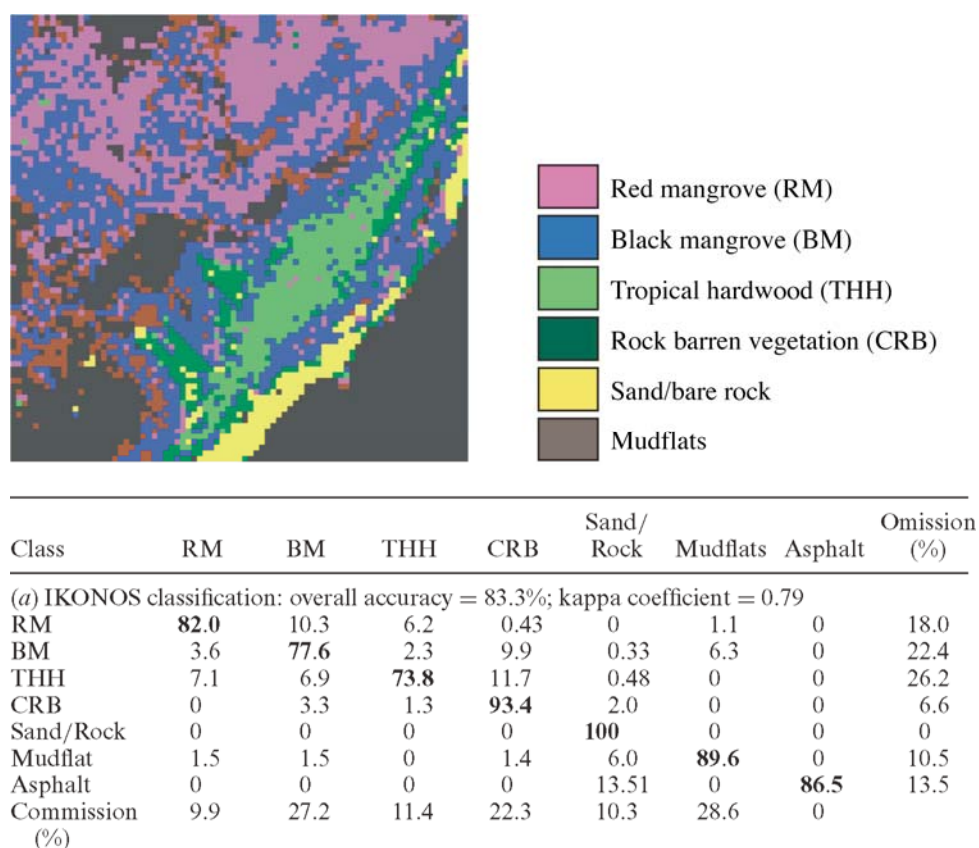 Red mangrove (RM)
Black mangrove (BM)
Tropical hardwood (THH)
Rock barren vegetation (CRB)
Sand/bare rock
Mudflats
Class RM BM THH CRB Sand/ Rock Mudflats Asphalt Omission (%)
(a) IKONOS classification: overall accuracy = 83.3%; kappa coefficient = 0.79
RM 82.0 10.3 6.2 0.43 0 1.1 0 18.0
BM 3.6 77.6 2.3 9.9 0.33 6.3 0 22.4
THH 7.1 6.9 73.8 11.7 0.48 0 0 26.2
CRB 0 3.3 1.3 93.4 2.0 0 0 6.6
Sand/Rock 0 0 0 0 100 0 0 0
Mudflat 1.5 1.5 0 1.4 6.0 89.6 0 10.5
Asphalt 0 0 0 0 13.51 0 86.5 13.5
Commission 9.9 27.2 11.4 22.3 10.3 28.6 0
(%)